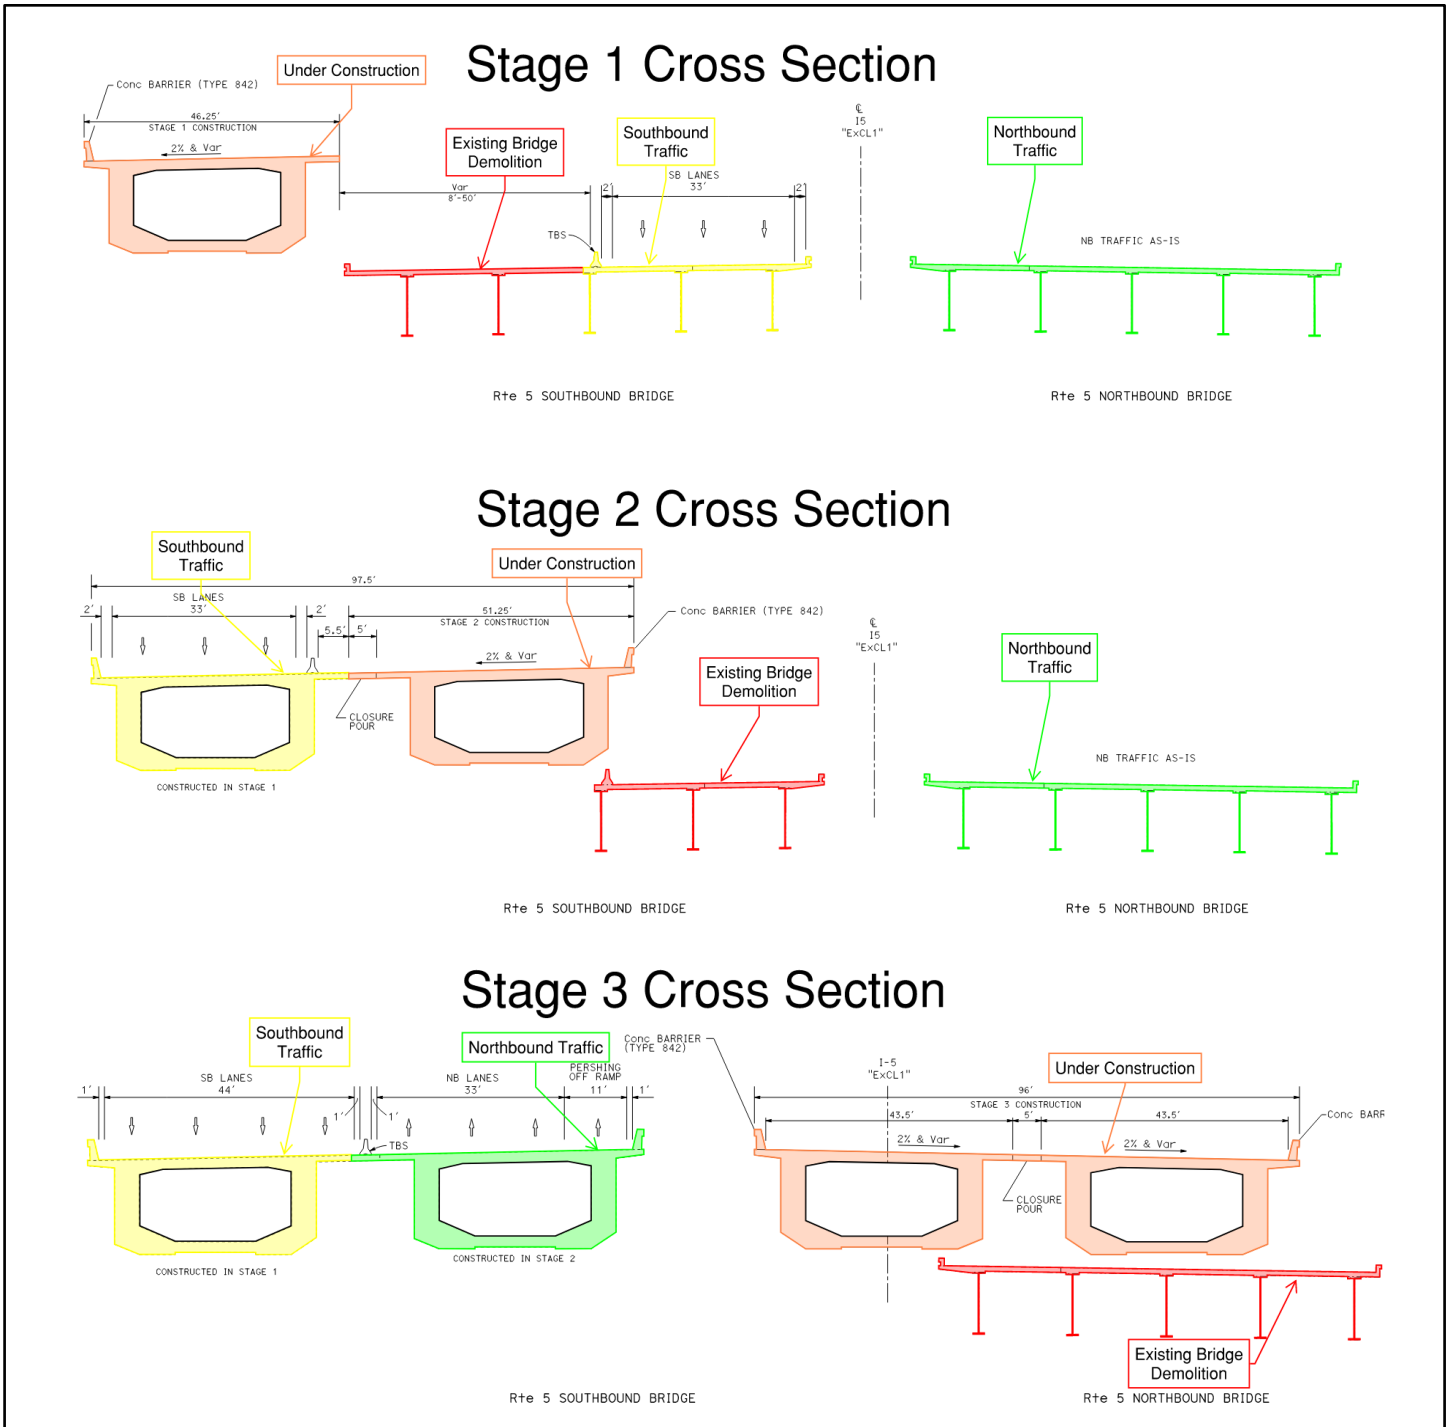 Stage 1 Cross Section
Under Construction
Conc BARRIER (TYPE 842)
46.25'
STAGE 1 CONSTRUCTION
2% & Var
Existing Bridge
Demolition
Southbound
Traffic
℄
I5
"ExCL1"
Northbound
Traffic
SB LANES
Var
8'-50'
2'
33'
2'
TBS
NB TRAFFIC AS-IS
Rte 5 SOUTHBOUND BRIDGE
Rte 5 NORTHBOUND BRIDGE
Stage 2 Cross Section
Southbound
Traffic
Under Construction
97.5'
SB LANES
2'
33'
2'
51.25'
STAGE 2 CONSTRUCTION
Conc BARRIER (TYPE 842)
5.5'
5'
2% & Var
℄
I5
"ExCL1"
Northbound
Traffic
Existing Bridge
Demolition
CLOSURE
POUR
NB TRAFFIC AS-IS
CONSTRUCTED IN STAGE 1
Rte 5 SOUTHBOUND BRIDGE
Rte 5 NORTHBOUND BRIDGE
Stage 3 Cross Section
Southbound
Traffic
Northbound Traffic
Conc BARRIER
(TYPE 842)
I-5
"ExCL1"
Under Construction
SB LANES
NB LANES
PERSHING
OFF RAMP
1'
44'
33'
11'
1'
1'
1'
96'
STAGE 3 CONSTRUCTION
43.5'
5'
43.5'
Conc BARR
TBS
2% & Var
2% & Var
CLOSURE
POUR
CONSTRUCTED IN STAGE 1
CONSTRUCTED IN STAGE 2
Existing Bridge
Demolition
Rte 5 SOUTHBOUND BRIDGE
Rte 5 NORTHBOUND BRIDGE